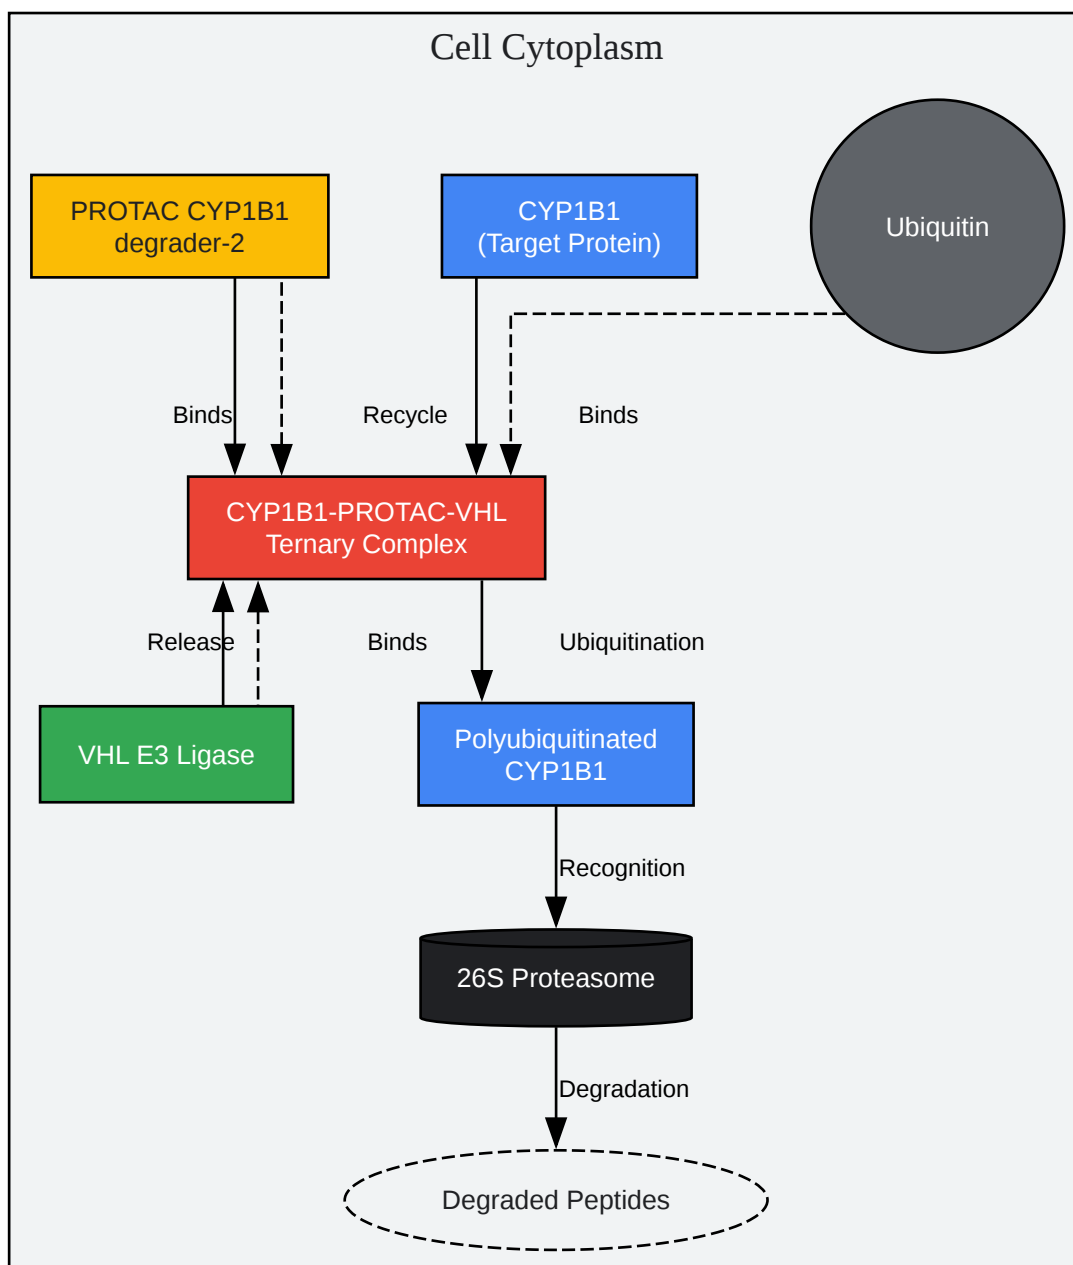 Cell Cytoplasm
PROTAC CYP1B1
degrader-2
CYP1B1
(Target Protein)
Ubiquitin
Binds
Recycle
Binds
CYP1B1-PROTAC-VHL
Ternary Complex
Release
Binds
Ubiquitination
VHL E3 Ligase
Polyubiquitinated
CYP1B1
Recognition
26S Proteasome
Degradation
Degraded Peptides